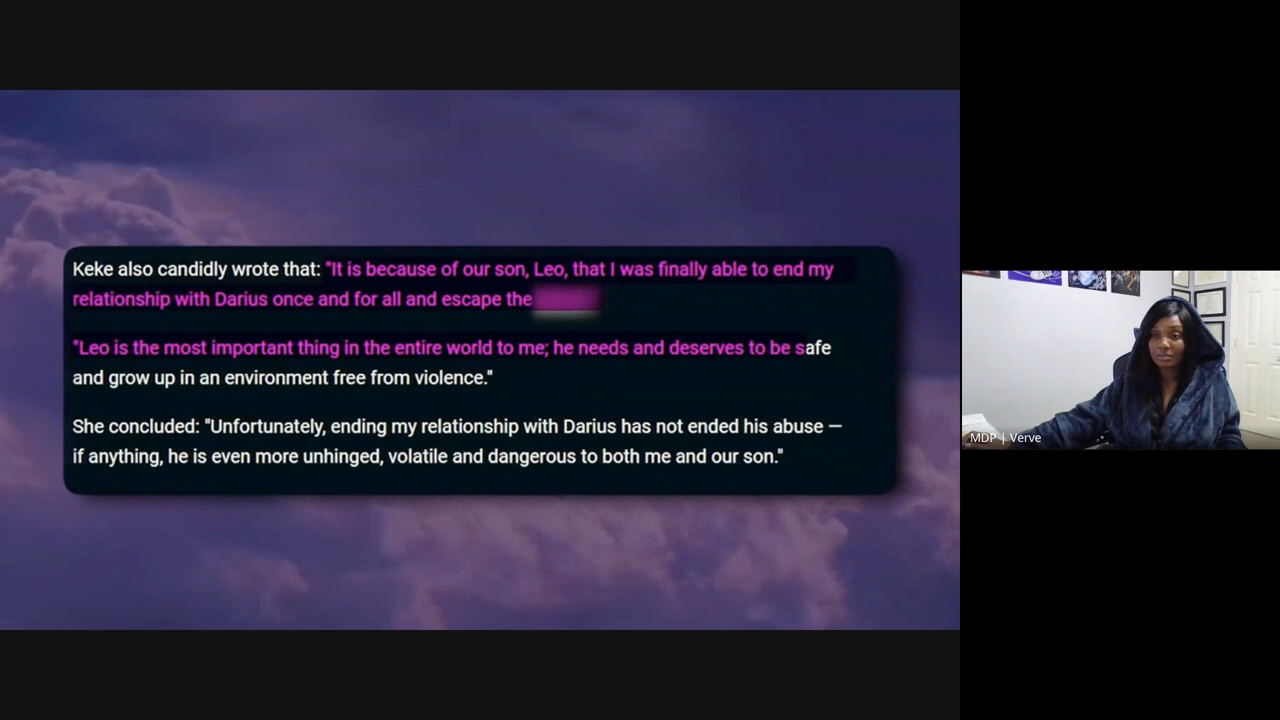 Keke also candidly wrote that: "It is because of our son, Leo, that I was finally able to end my
relationship with Darius once and for all and escape the
"Leo is the most important thing in the entire world to me; he needs and deserves to be safe
and grow up in an environment free from violence."
She concluded: "Unfortunately, ending my relationship with Darius has not ended his abuse —
if anything, he is even more unhinged, volatile and dangerous to both me and our son."
MDP | Verve